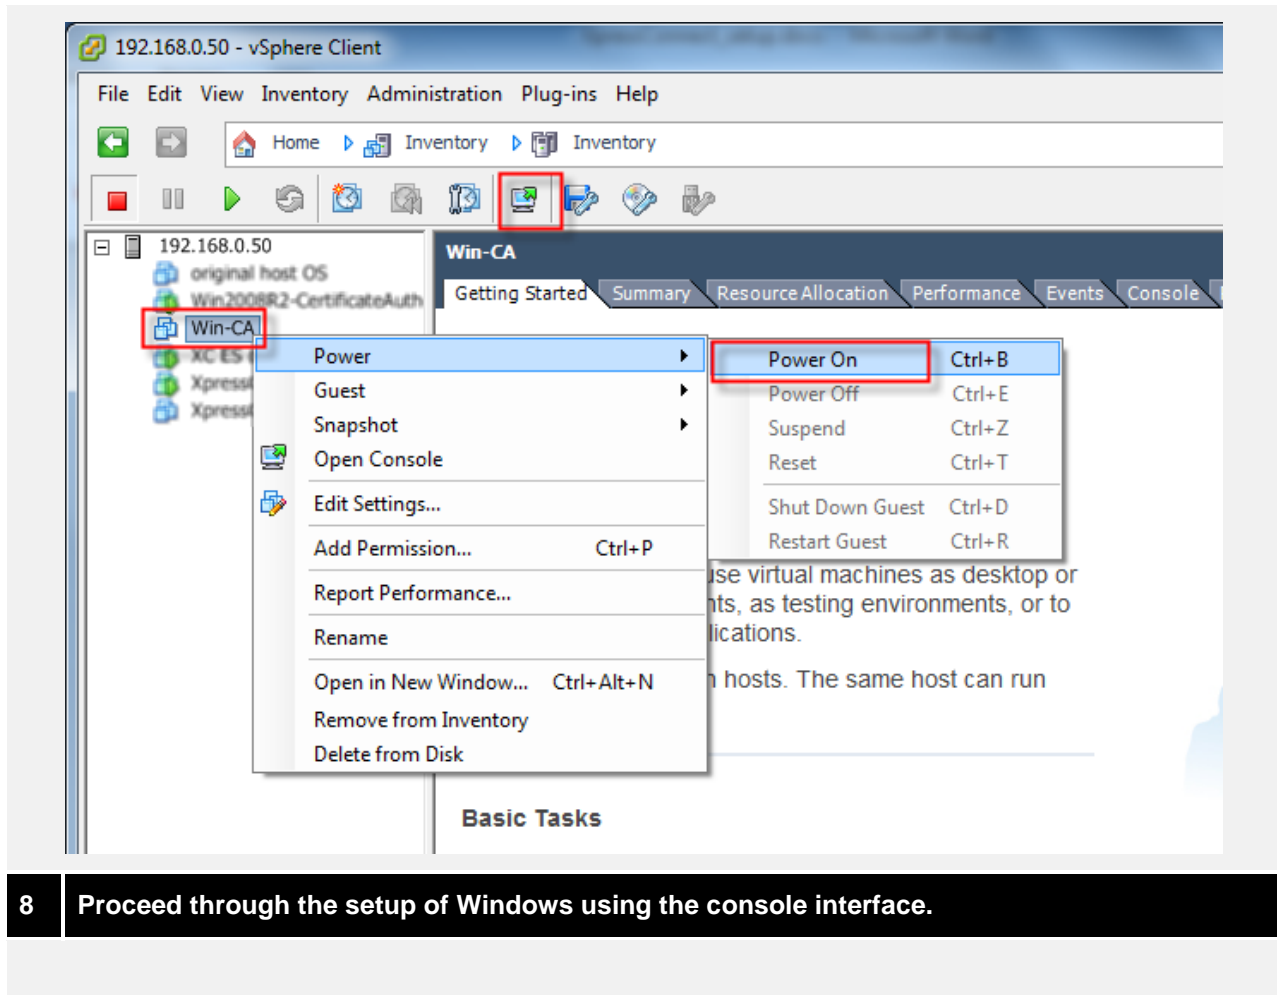 192.168.0.50 - vSphere Client
File Edit View Inventory Administration Plug-ins Help
Home Inventory Inventory
192.168.0.50
original host OS
Win2008R2-CertificateAuth
Win-CA
XC ES
Xpress
Xpress
Win-CA
Getting Started Summary Resource Allocation Performance Events Console
Power
Guest
Snapshot
Open Console
Edit Settings...
Add Permission... Ctrl+P
Report Performance...
Rename
Open in New Window... Ctrl+Alt+N
Remove from Inventory
Delete from Disk
Power On Ctrl+B
Power Off Ctrl+E
Suspend Ctrl+Z
Reset Ctrl+T
Shut Down Guest Ctrl+D
Restart Guest Ctrl+R
use virtual machines as desktop or
nts, as testing environments, or to
lications.
hosts. The same host can run
Basic Tasks
8 Proceed through the setup of Windows using the console interface.